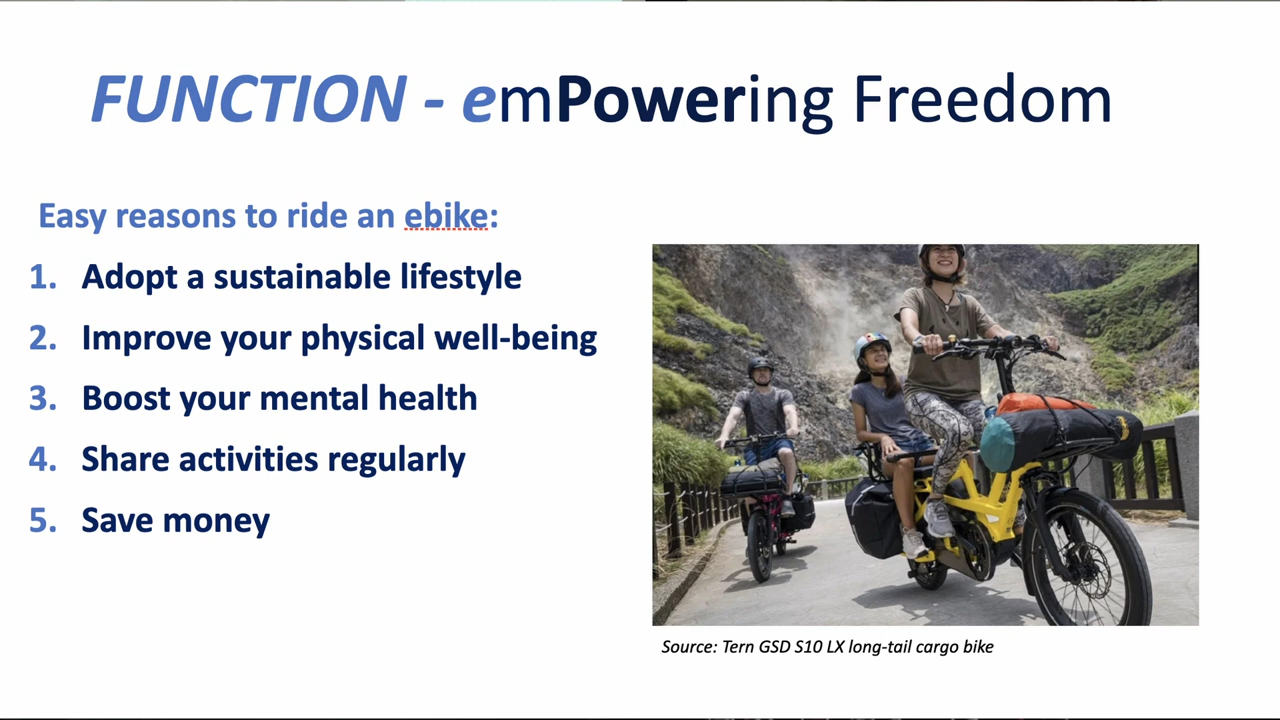 FUNCTION - emPowering Freedom
Easy reasons to ride an ebike:
1. Adopt a sustainable lifestyle
2. Improve your physical well-being
3. Boost your mental health
4. Share activities regularly
5. Save money
Source: Tern GSD S10 LX long-tail cargo bike